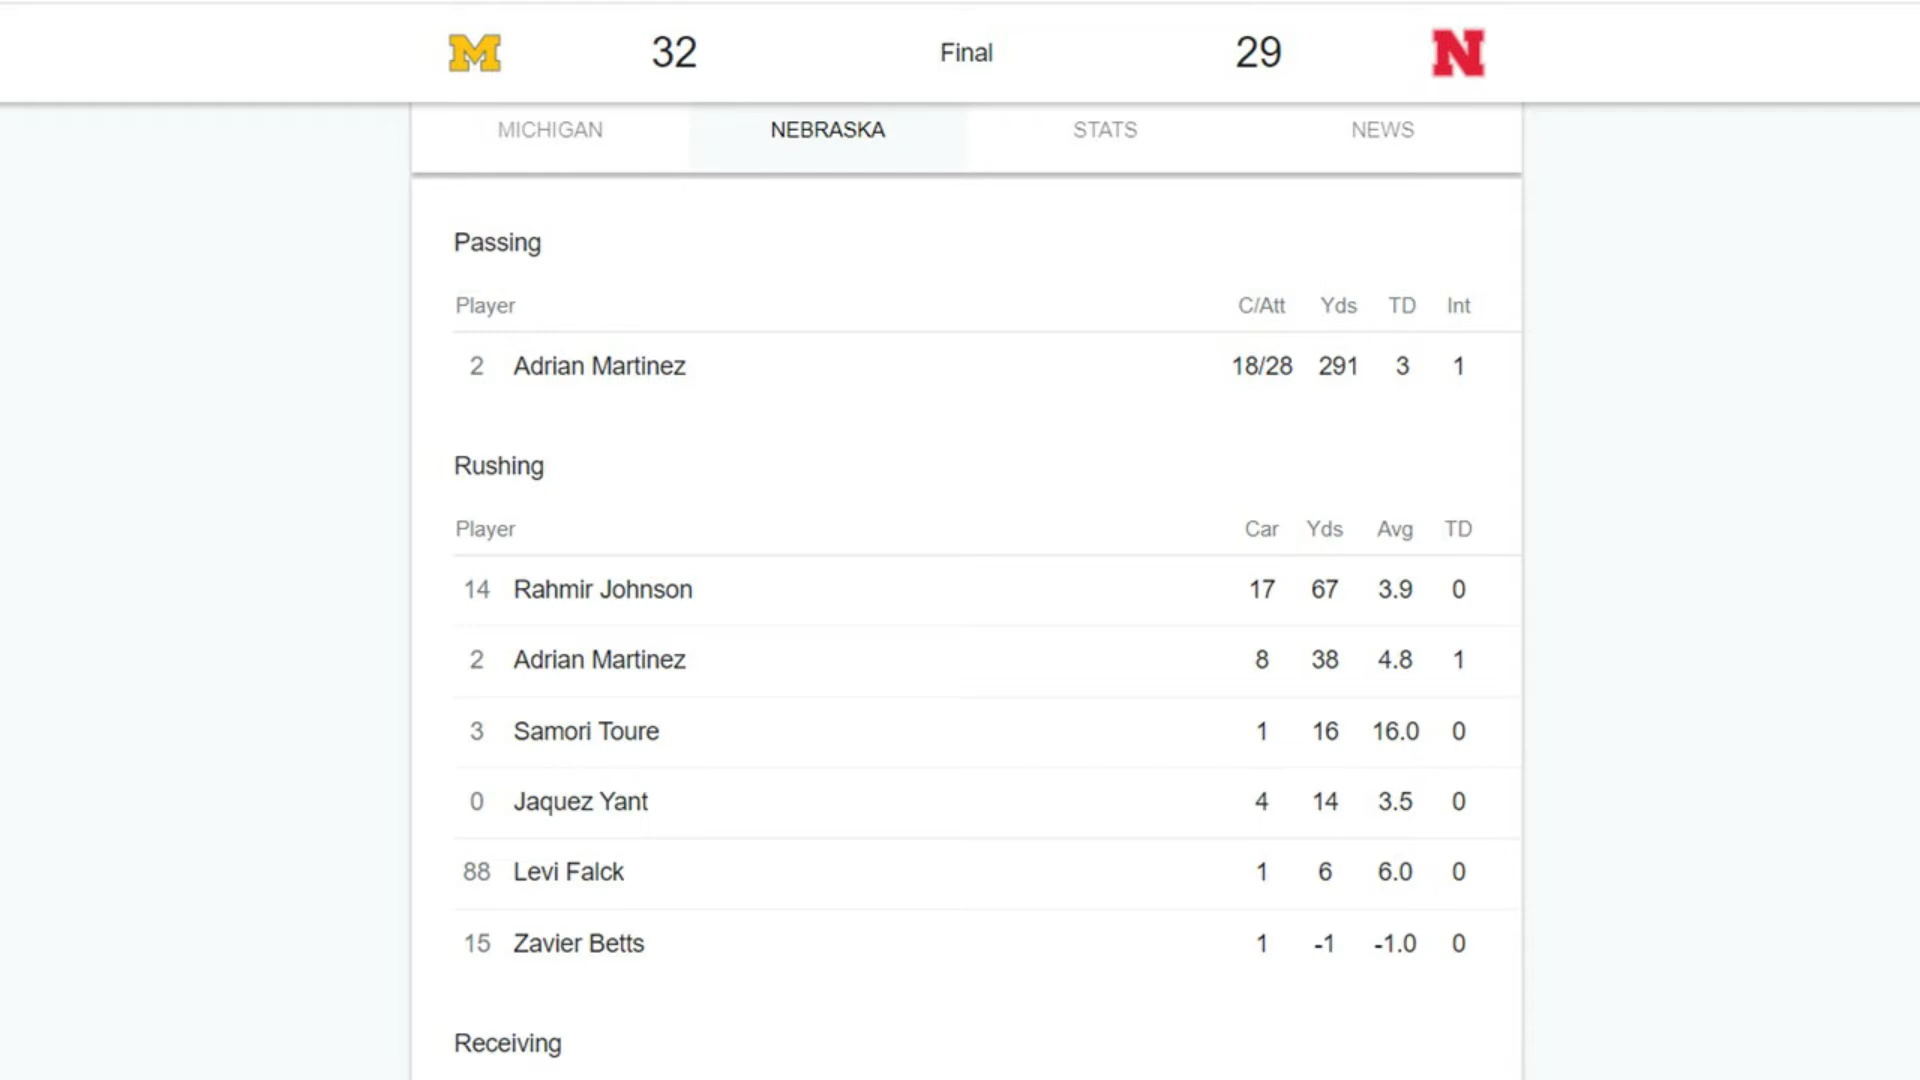 M 32 Final 29 N
MICHIGAN NEBRASKA STATS NEWS
Passing
Player C/Att Yds TD Int
2 Adrian Martinez 18/28 291 3 1
Rushing
Player Car Yds Avg TD
14 Rahmir Johnson 17 67 3.9 0
2 Adrian Martinez 8 38 4.8 1
3 Samori Toure 1 16 16.0 0
0 Jaquez Yant 4 14 3.5 0
88 Levi Falck 1 6 6.0 0
15 Zavier Betts 1 -1 -1.0 0
Receiving